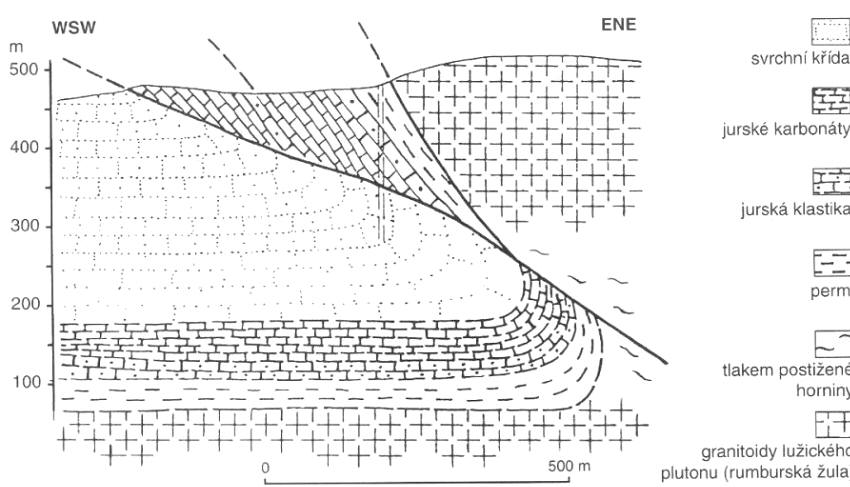 WSW
ENE
m
500
400
300
200
100
0
500 m
svrchní křída
jurské karbonáty
jurská klastika
perm
tlakem postižené
horniny
granitoidy lužického
plutonu (rumburská žula